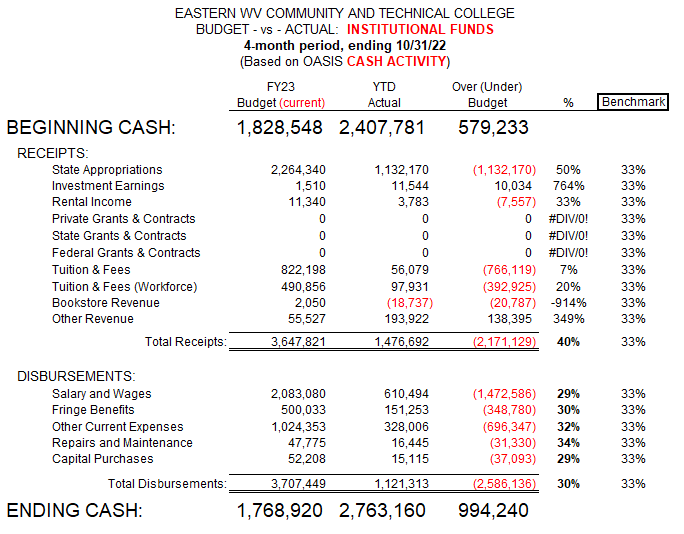 EASTERN WV COMMUNITY AND TECHNICAL COLLEGE
BUDGET - vs - ACTUAL: INSTITUTIONAL FUNDS
4-month period, ending 10/31/22
(Based on OASIS CASH ACTIVITY)
FY23 YTD Over (Under)
Budget (current) Actual Budget % Benchmark
BEGINNING CASH: 1,828,548 2,407,781 579,233
RECEIPTS:
State Appropriations 2,264,340 1,132,170 (1,132,170) 50% 33%
Investment Earnings 1,510 11,544 10,034 764% 33%
Rental Income 11,340 3,783 (7,557) 33% 33%
Private Grants & Contracts 0 0 0 #DIV/0! 33%
State Grants & Contracts 0 0 0 #DIV/0! 33%
Federal Grants & Contracts 0 0 0 #DIV/0! 33%
Tuition & Fees 822,198 56,079 (766,119) 7% 33%
Tuition & Fees (Workforce) 490,856 97,931 (392,925) 20% 33%
Bookstore Revenue 2,050 (18,737) (20,787) -914% 33%
Other Revenue 55,527 193,922 138,395 349% 33%
Total Receipts: 3,647,821 1,476,692 (2,171,129) 40% 33%
DISBURSEMENTS:
Salary and Wages 2,083,080 610,494 (1,472,586) 29% 33%
Fringe Benefits 500,033 151,253 (348,780) 30% 33%
Other Current Expenses 1,024,353 328,006 (696,347) 32% 33%
Repairs and Maintenance 47,775 16,445 (31,330) 34% 33%
Capital Purchases 52,208 15,115 (37,093) 29% 33%
Total Disbursements: 3,707,449 1,121,313 (2,586,136) 30% 33%
ENDING CASH: 1,768,920 2,763,160 994,240